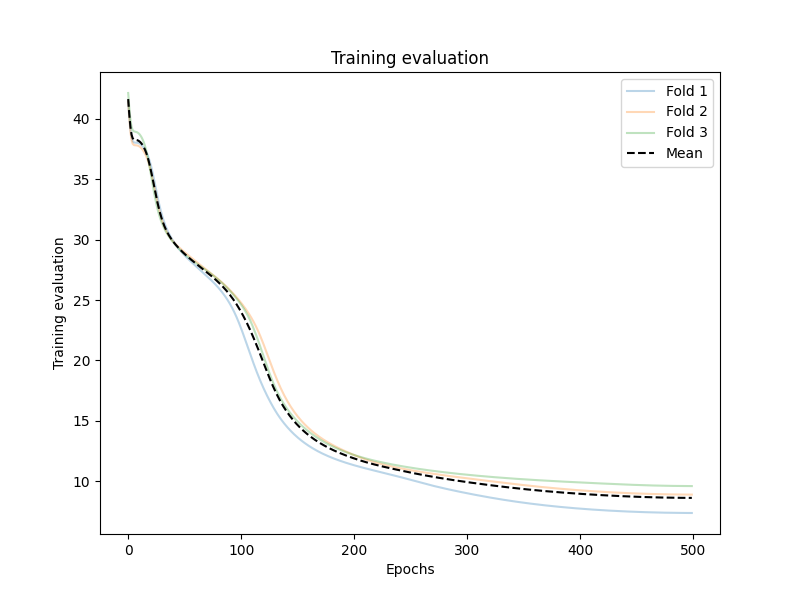 Training evaluation
Fold 1
Fold 2
Fold 3
Mean
Training evaluation
40
35
30
25
20
15
10
0 100 200 300 400 500
Epochs